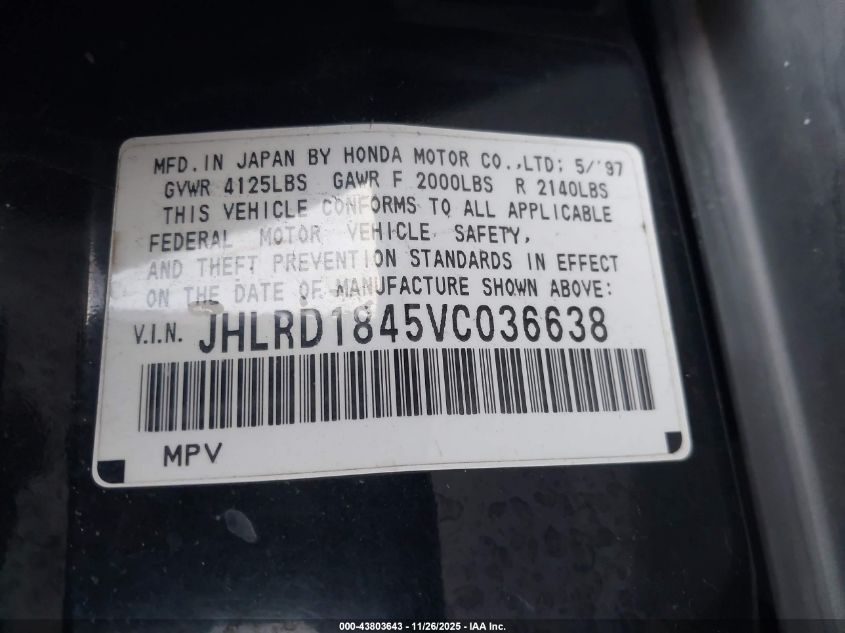 MFD. IN JAPAN BY HONDA MOTOR CO.,LTD; 5/'97
GVWR 4125LBS GAWR F 2000LBS R 2140LBS
THIS VEHICLE CONFORMS TO ALL APPLICABLE
FEDERAL MOTOR VEHICLE SAFETY,
AND THEFT PREVENTION STANDARDS IN EFFECT
ON THE DATE OF MANUFACTURE SHOWN ABOVE:
V.I.N. JHLRD1845VC036638
MPV
000-43803643 - 11/26/2025 - IAA Inc.